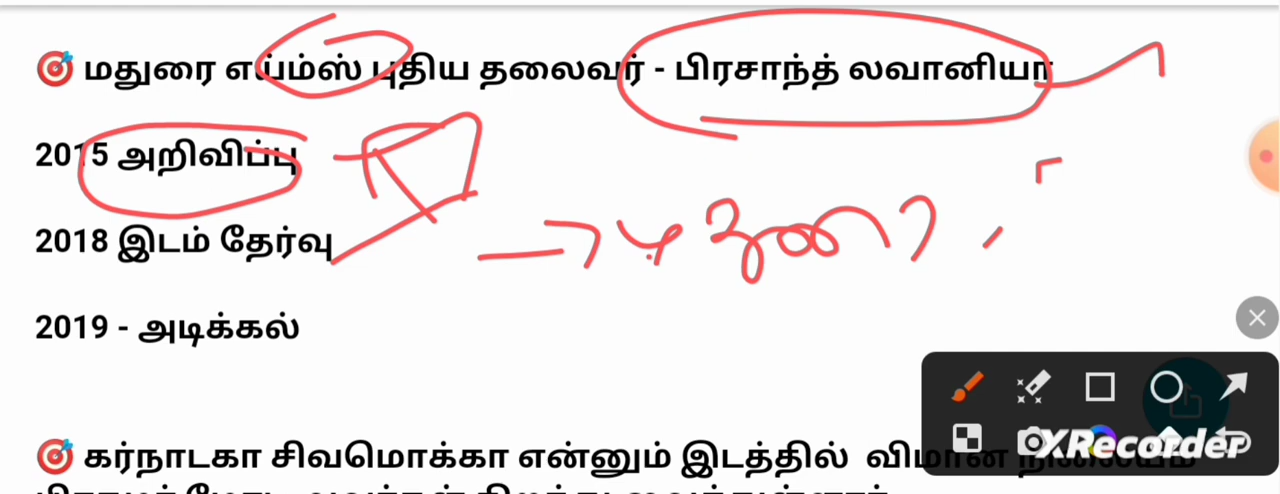 🎯 மதுரை எய்ம்ஸ் புதிய தலைவர் - பிரசாந்த் லவானியா
2015 அறிவிப்பு
2018 இடம் தேர்வு
2019 - அடிக்கல்
🎯 கர்நாடகா சிவமொக்கா என்னும் இடத்தில் விமான நிலையம்
XRecorder